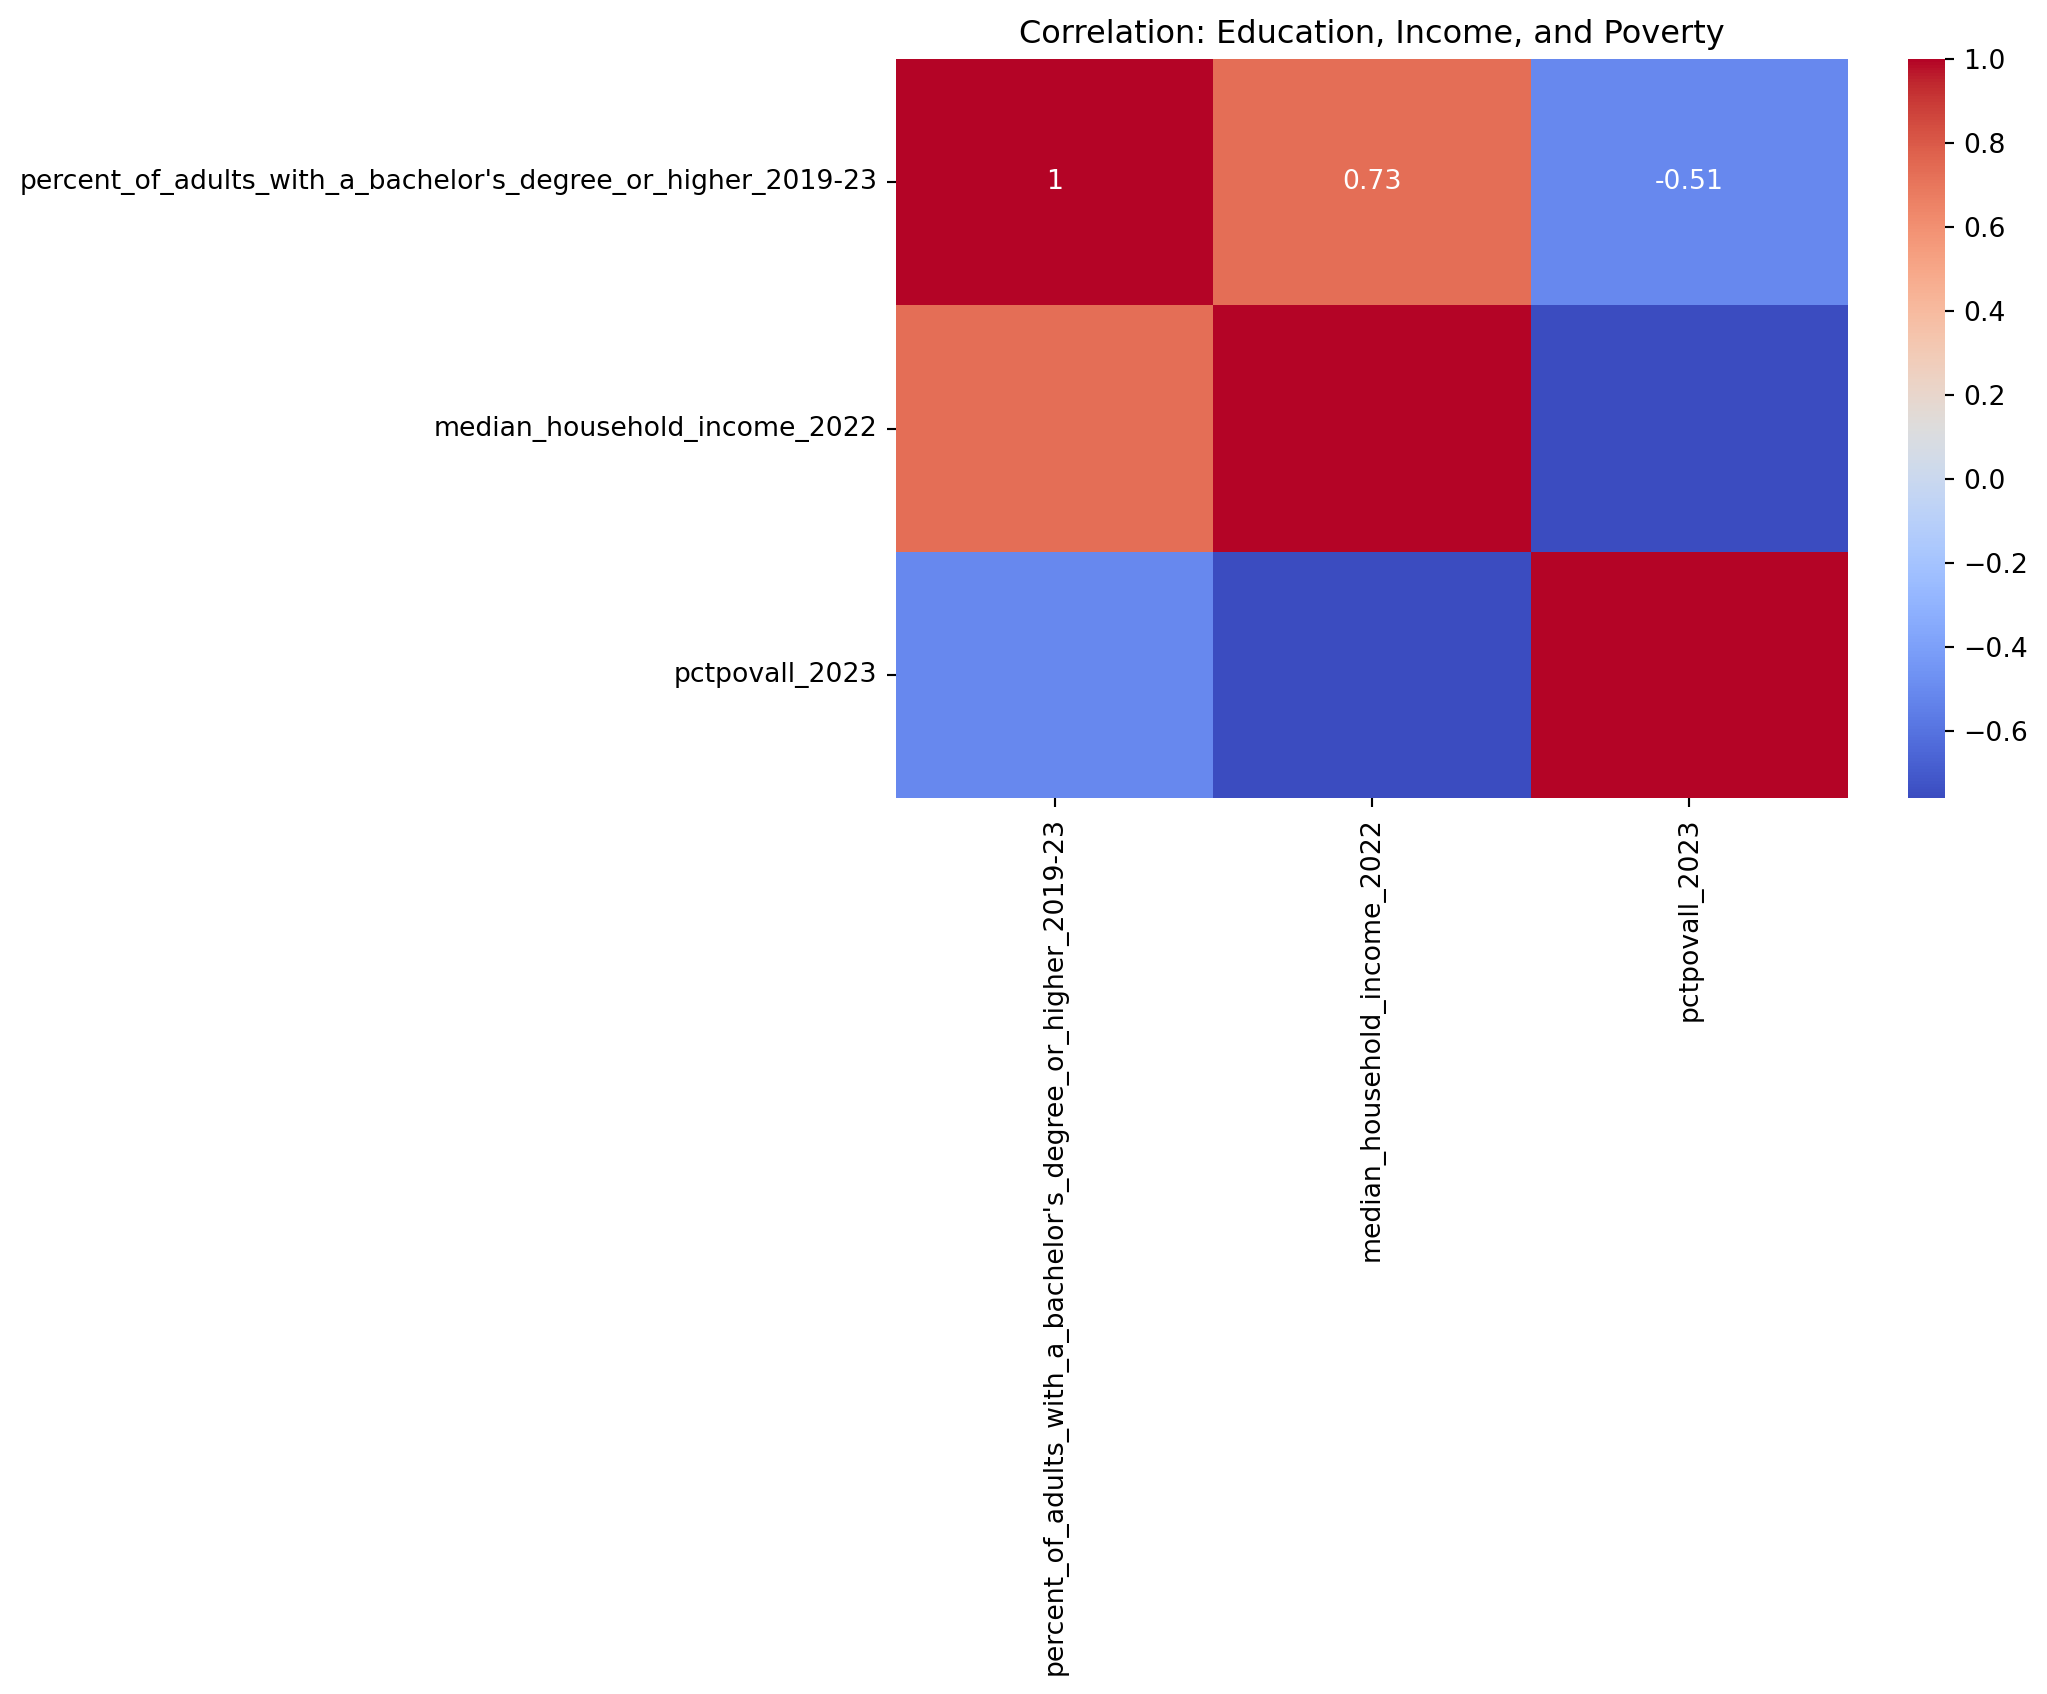 Correlation: Education, Income, and Poverty
percent_of_adults_with_a_bachelor's_degree_or_higher_2019-23
1 0.73 -0.51
median_household_income_2022
pctpovall_2023
percent_of_adults_with_a_bachelor's_degree_or_higher_2019-23
median_household_income_2022
pctpovall_2023
1.0
0.8
0.6
0.4
0.2
0.0
−0.2
−0.4
−0.6